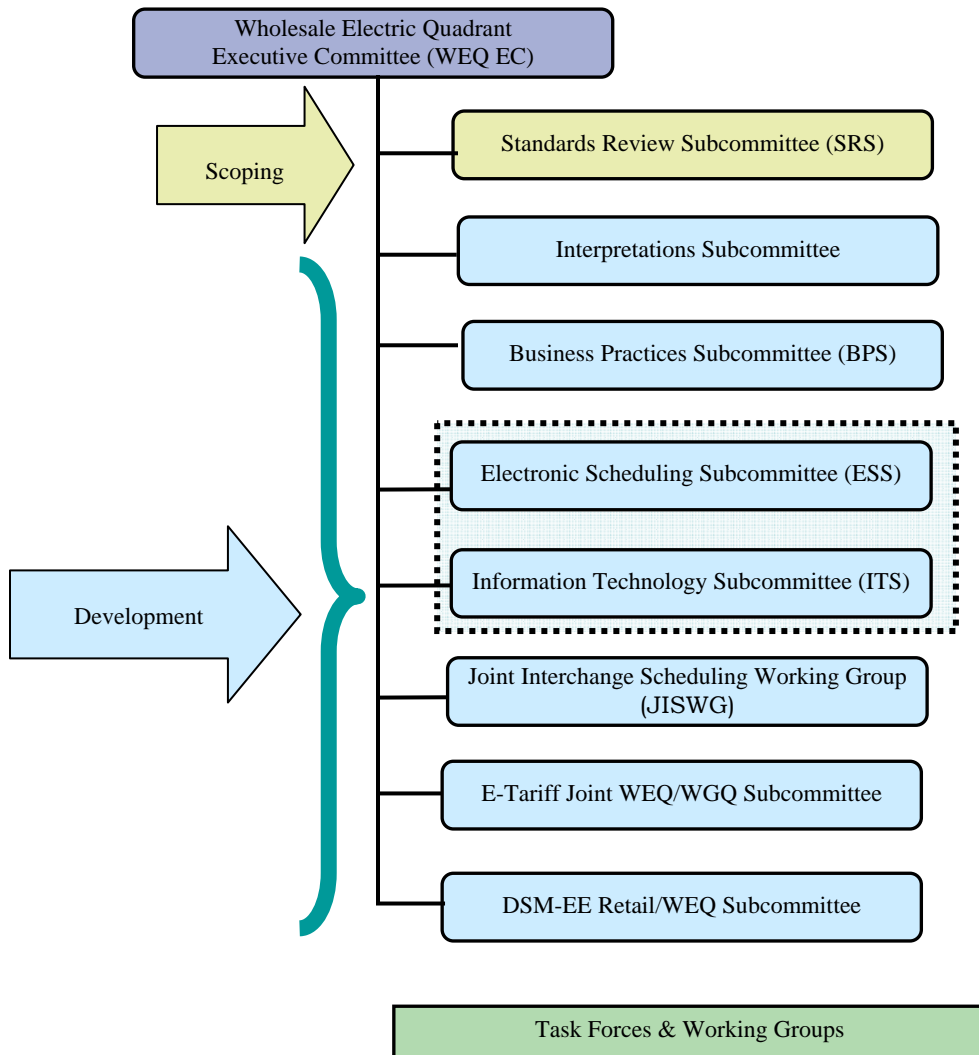 Wholesale Electric Quadrant
Executive Committee (WEQ EC)
Standards Review Subcommittee (SRS)
Scoping
Interpretations Subcommittee
Business Practices Subcommittee (BPS)
Electronic Scheduling Subcommittee (ESS)
Information Technology Subcommittee (ITS)
Development
Joint Interchange Scheduling Working Group
(JISWG)
E-Tariff Joint WEQ/WGQ Subcommittee
DSM-EE Retail/WEQ Subcommittee
Task Forces & Working Groups